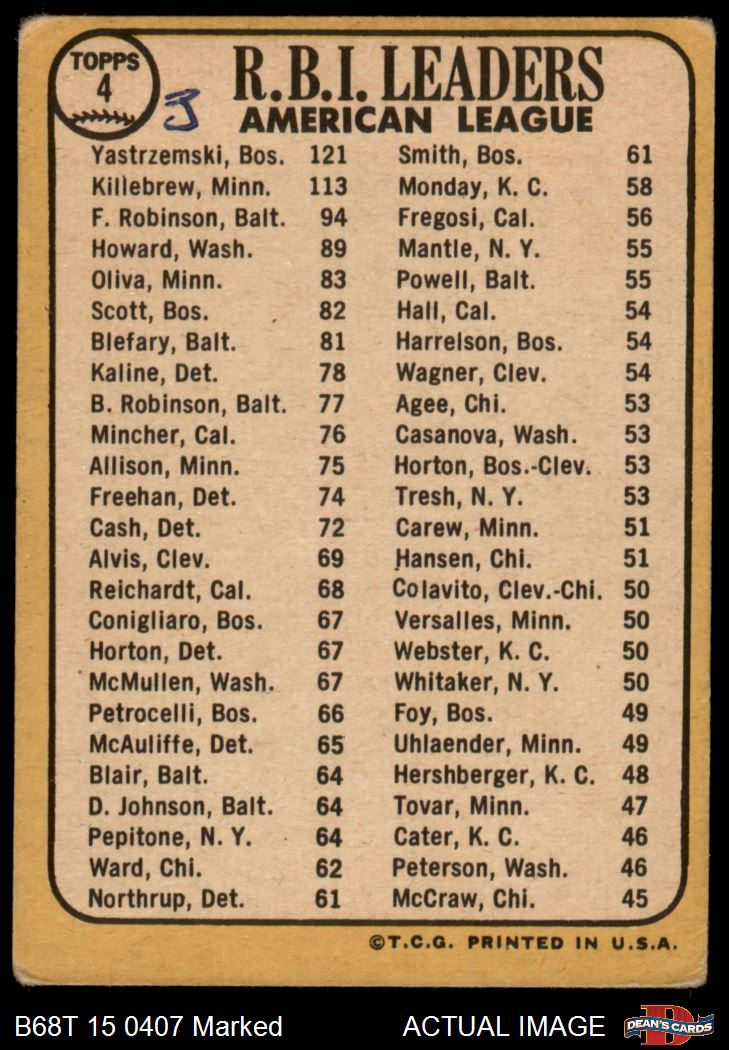 TOPPS
4
J
R.B.I. LEADERS
AMERICAN LEAGUE
Yastrzemski, Bos. 121
Killebrew, Minn. 113
F. Robinson, Balt. 94
Howard, Wash. 89
Oliva, Minn. 83
Scott, Bos. 82
Blefary, Balt. 81
Kaline, Det. 78
B. Robinson, Balt. 77
Mincher, Cal. 76
Allison, Minn. 75
Freehan, Det. 74
Cash, Det. 72
Alvis, Clev. 69
Reichardt, Cal. 68
Conigliaro, Bos. 67
Horton, Det. 67
McMullen, Wash. 67
Petrocelli, Bos. 66
McAuliffe, Det. 65
Blair, Balt. 64
D. Johnson, Balt. 64
Pepitone, N. Y. 64
Ward, Chi. 62
Northrup, Det. 61
Smith, Bos. 61
Monday, K. C. 58
Fregosi, Cal. 56
Mantle, N. Y. 55
Powell, Balt. 55
Hall, Cal. 54
Harrelson, Bos. 54
Wagner, Clev. 54
Agee, Chi. 53
Casanova, Wash. 53
Horton, Bos.-Clev. 53
Tresh, N. Y. 53
Carew, Minn. 51
Hansen, Chi. 51
Colavito, Clev.-Chi. 50
Versalles, Minn. 50
Webster, K. C. 50
Whitaker, N. Y. 50
Foy, Bos. 49
Uhlaender, Minn. 49
Hershberger, K. C. 48
Tovar, Minn. 47
Cater, K. C. 46
Peterson, Wash. 46
McCraw, Chi. 45
©T.C.G. PRINTED IN U.S.A.
B68T 15 0407 Marked
ACTUAL IMAGE
D
DEAN'S CARDS